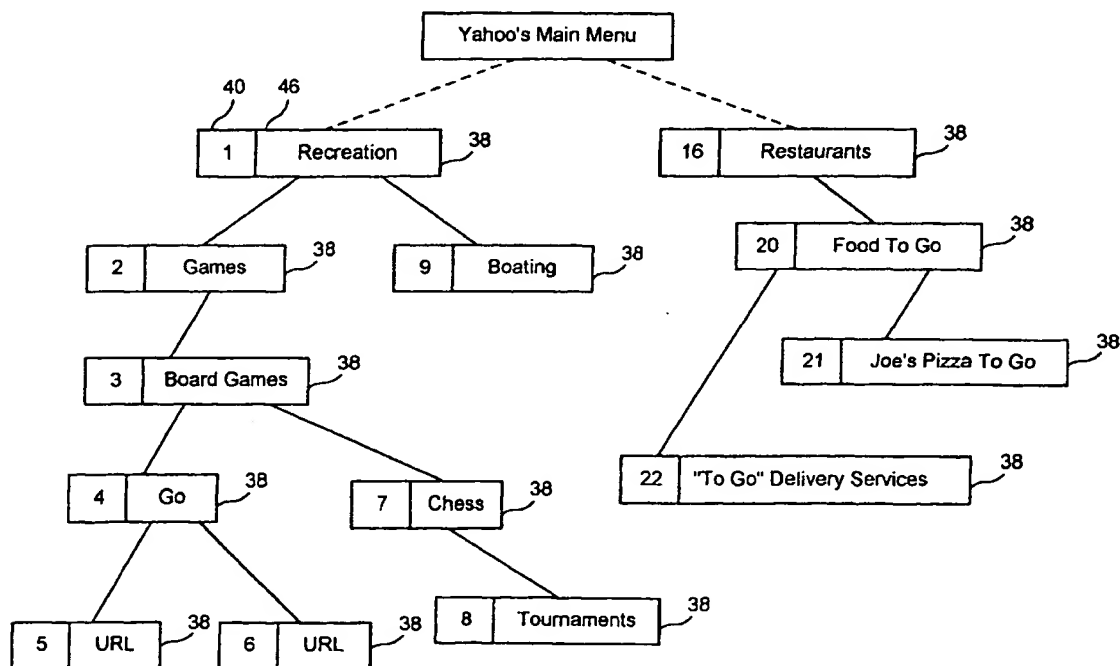 Yahoo's Main Menu
40 46
1 Recreation 38
16 Restaurants 38
2 Games 38
9 Boating 38
20 Food To Go 38
3 Board Games 38
21 Joe's Pizza To Go 38
4 Go 38
7 Chess 38
22 "To Go" Delivery Services 38
5 URL 38
6 URL 38
8 Tournaments 38